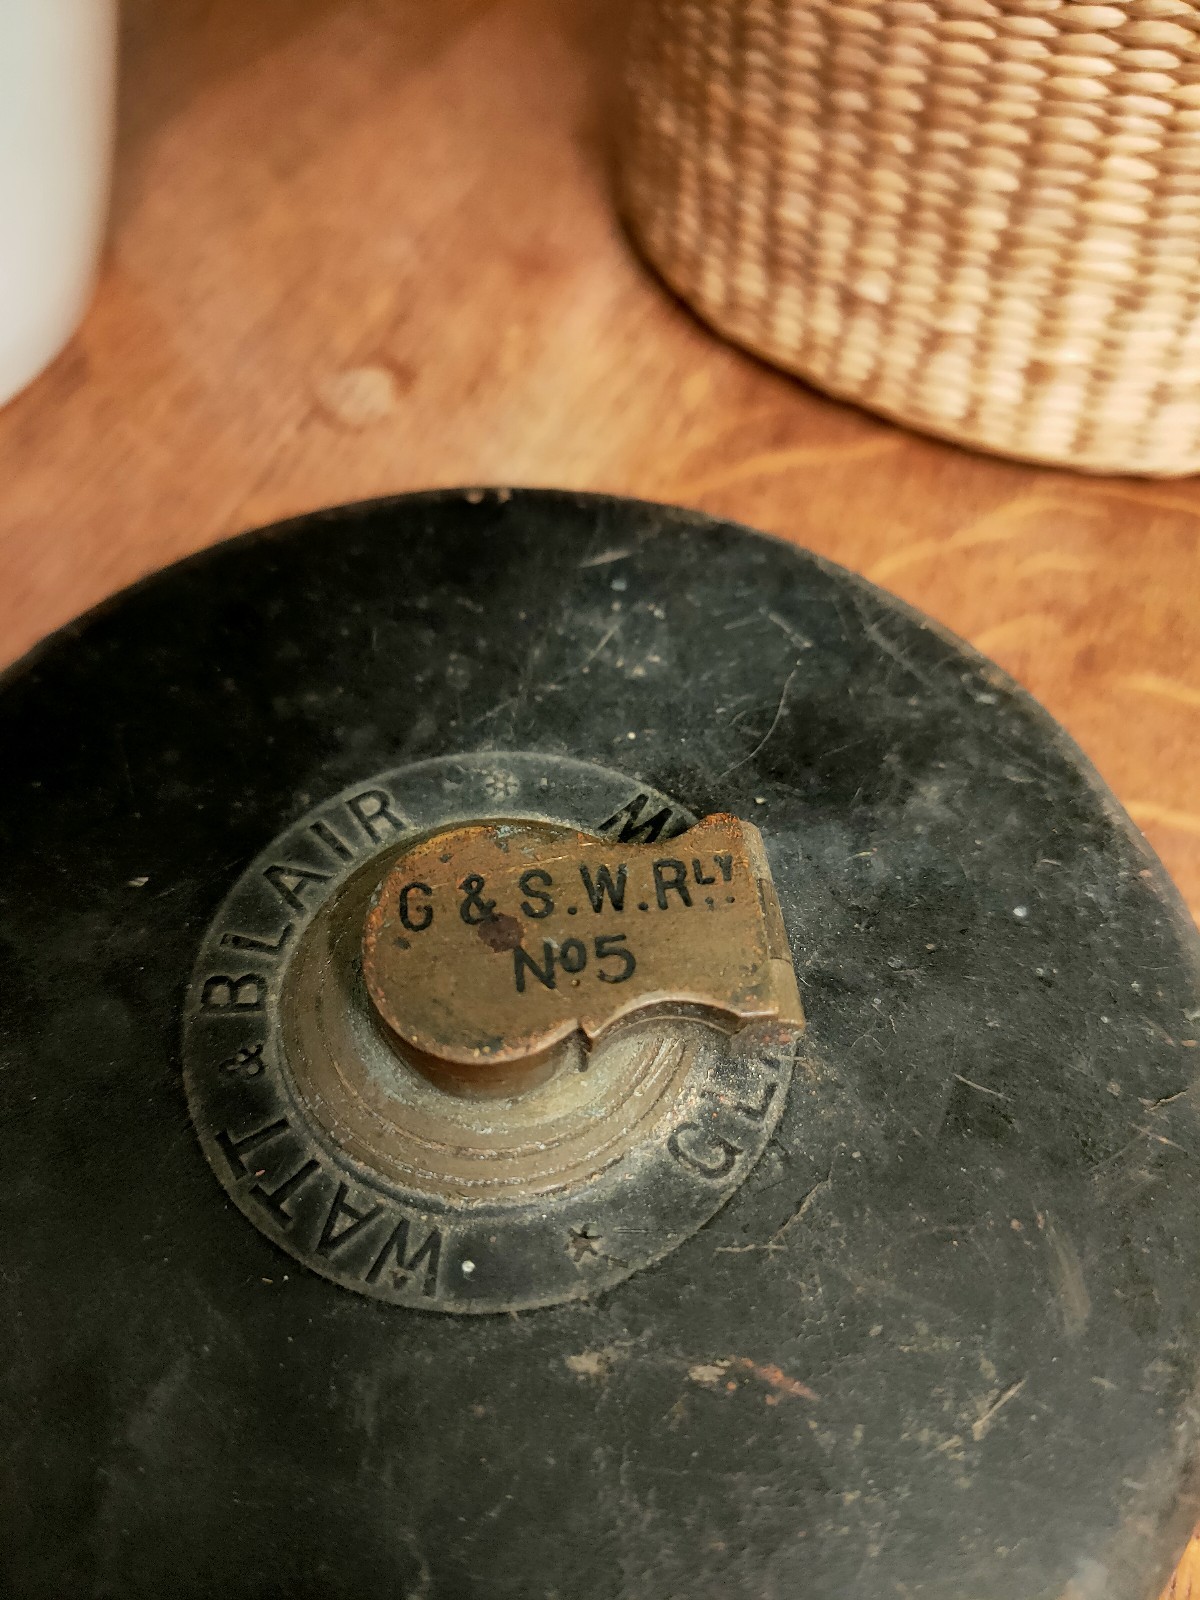 G & S.W.RLY
No5
WATT & BLAIR